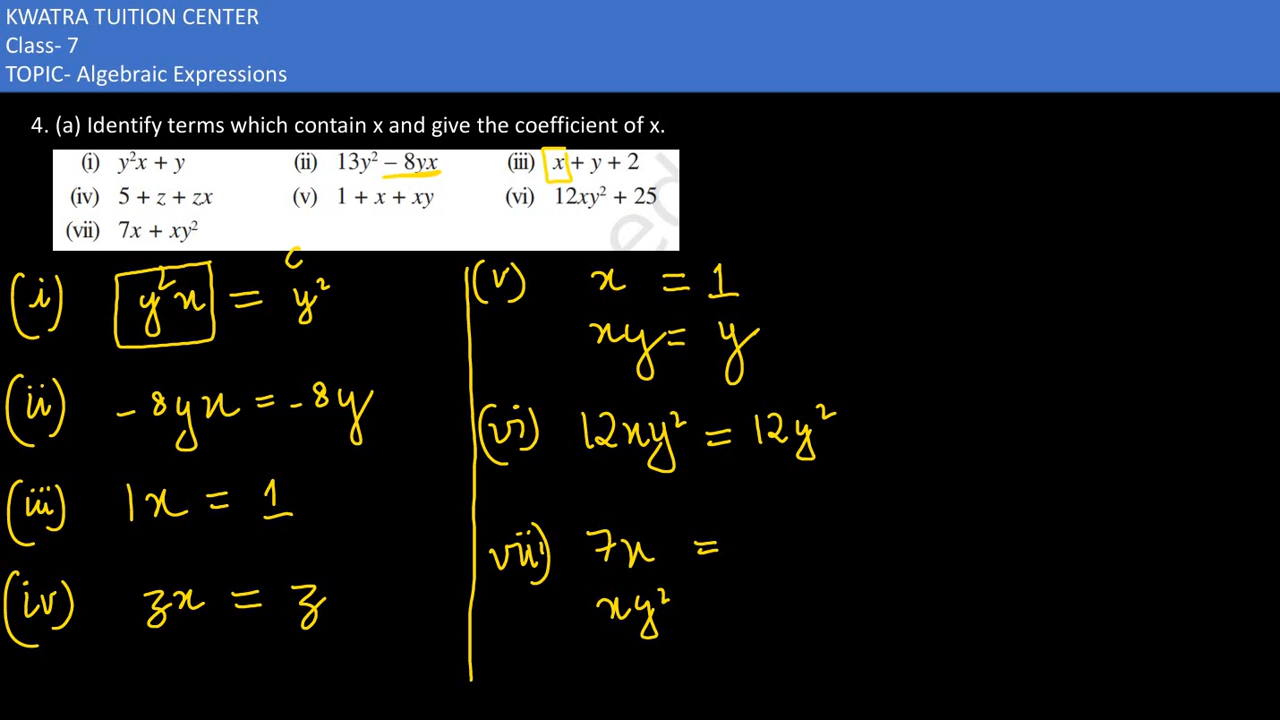 KWATRA TUITION CENTER
Class- 7
TOPIC- Algebraic Expressions
4. (a) Identify terms which contain x and give the coefficient of x.
(i) y²x + y (ii) 13y² – 8yx (iii) x + y + 2
(iv) 5 + z + zx (v) 1 + x + xy (vi) 12xy² + 25
(vii) 7x + xy²
c
(i) y²x = y²
(ii) -8yx = -8y
(iii) 1x = 1
(iv) zx = z
(v) x = 1
xy = y
(vi) 12xy² = 12y²
vii) 7x =
xy²